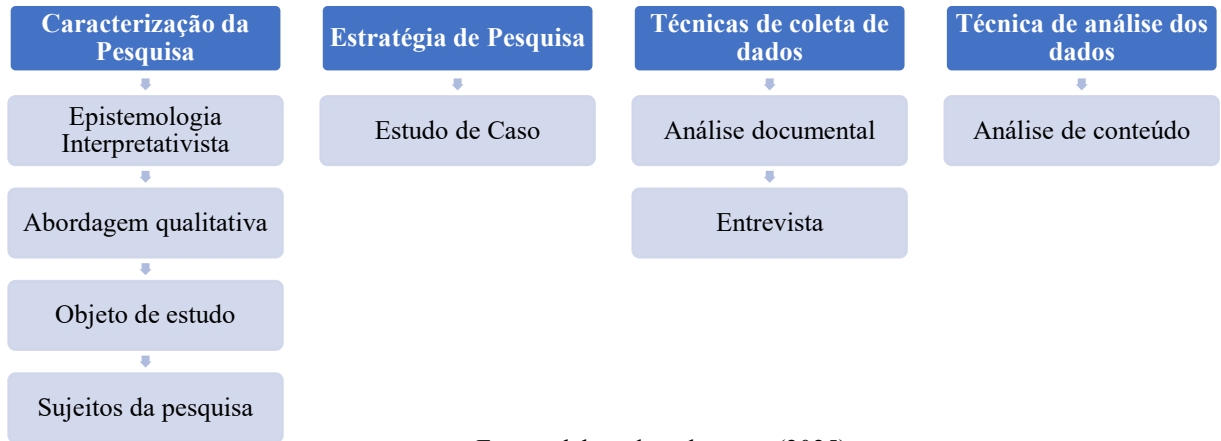 Caracterização da
Pesquisa
Epistemologia
Interpretativista
Abordagem qualitativa
Objeto de estudo
Sujeitos da pesquisa
Estratégia de Pesquisa
Estudo de Caso
Técnicas de coleta de
dados
Análise documental
Entrevista
Técnica de análise dos
dados
Análise de conteúdo